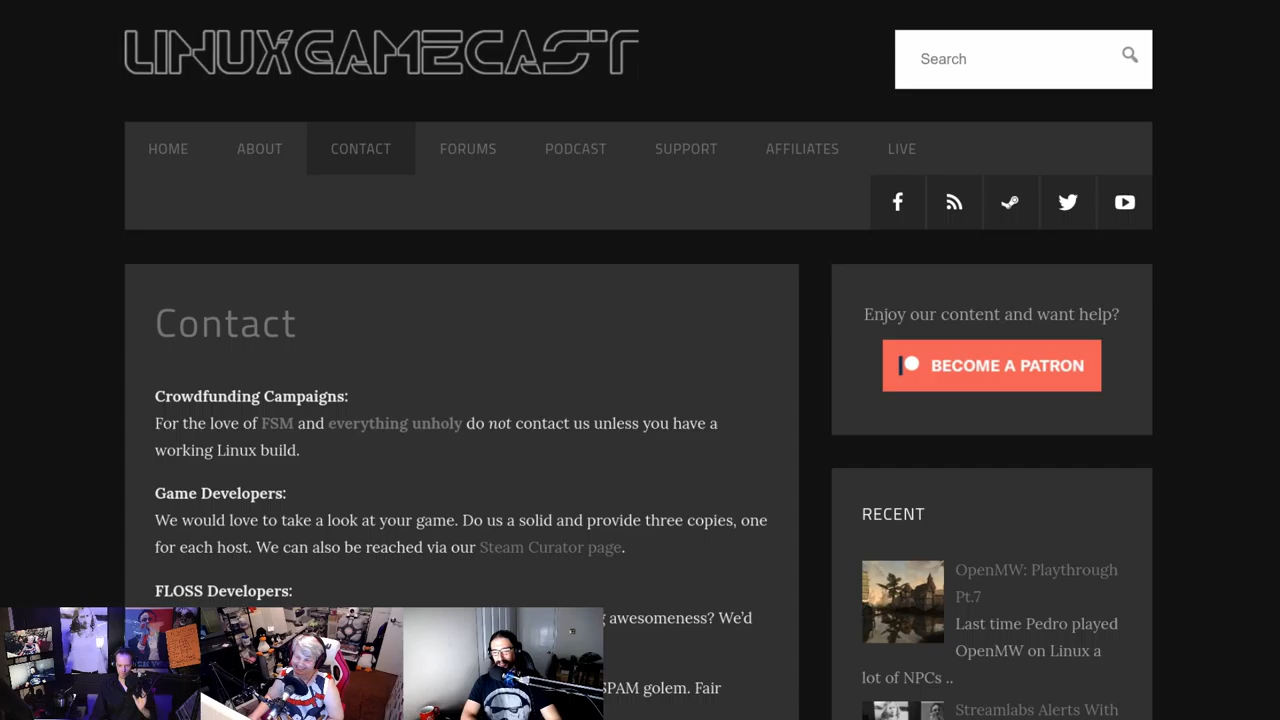 LINUXGAMECAST
Search
HOME
ABOUT
CONTACT
FORUMS
PODCAST
SUPPORT
AFFILIATES
LIVE
Contact
Crowdfunding Campaigns:
For the love of FSM and everything unholy do not contact us unless you have a
working Linux build.
Game Developers:
We would love to take a look at your game. Do us a solid and provide three copies, one
for each host. We can also be reached via our Steam Curator page.
FLOSS Developers:
awesomeness? We'd
SPAM golem. Fair
Enjoy our content and want help?
BECOME A PATRON
RECENT
OpenMW: Playthrough
Pt.7
Last time Pedro played
OpenMW on Linux a
lot of NPCs ..
Streamlabs Alerts With